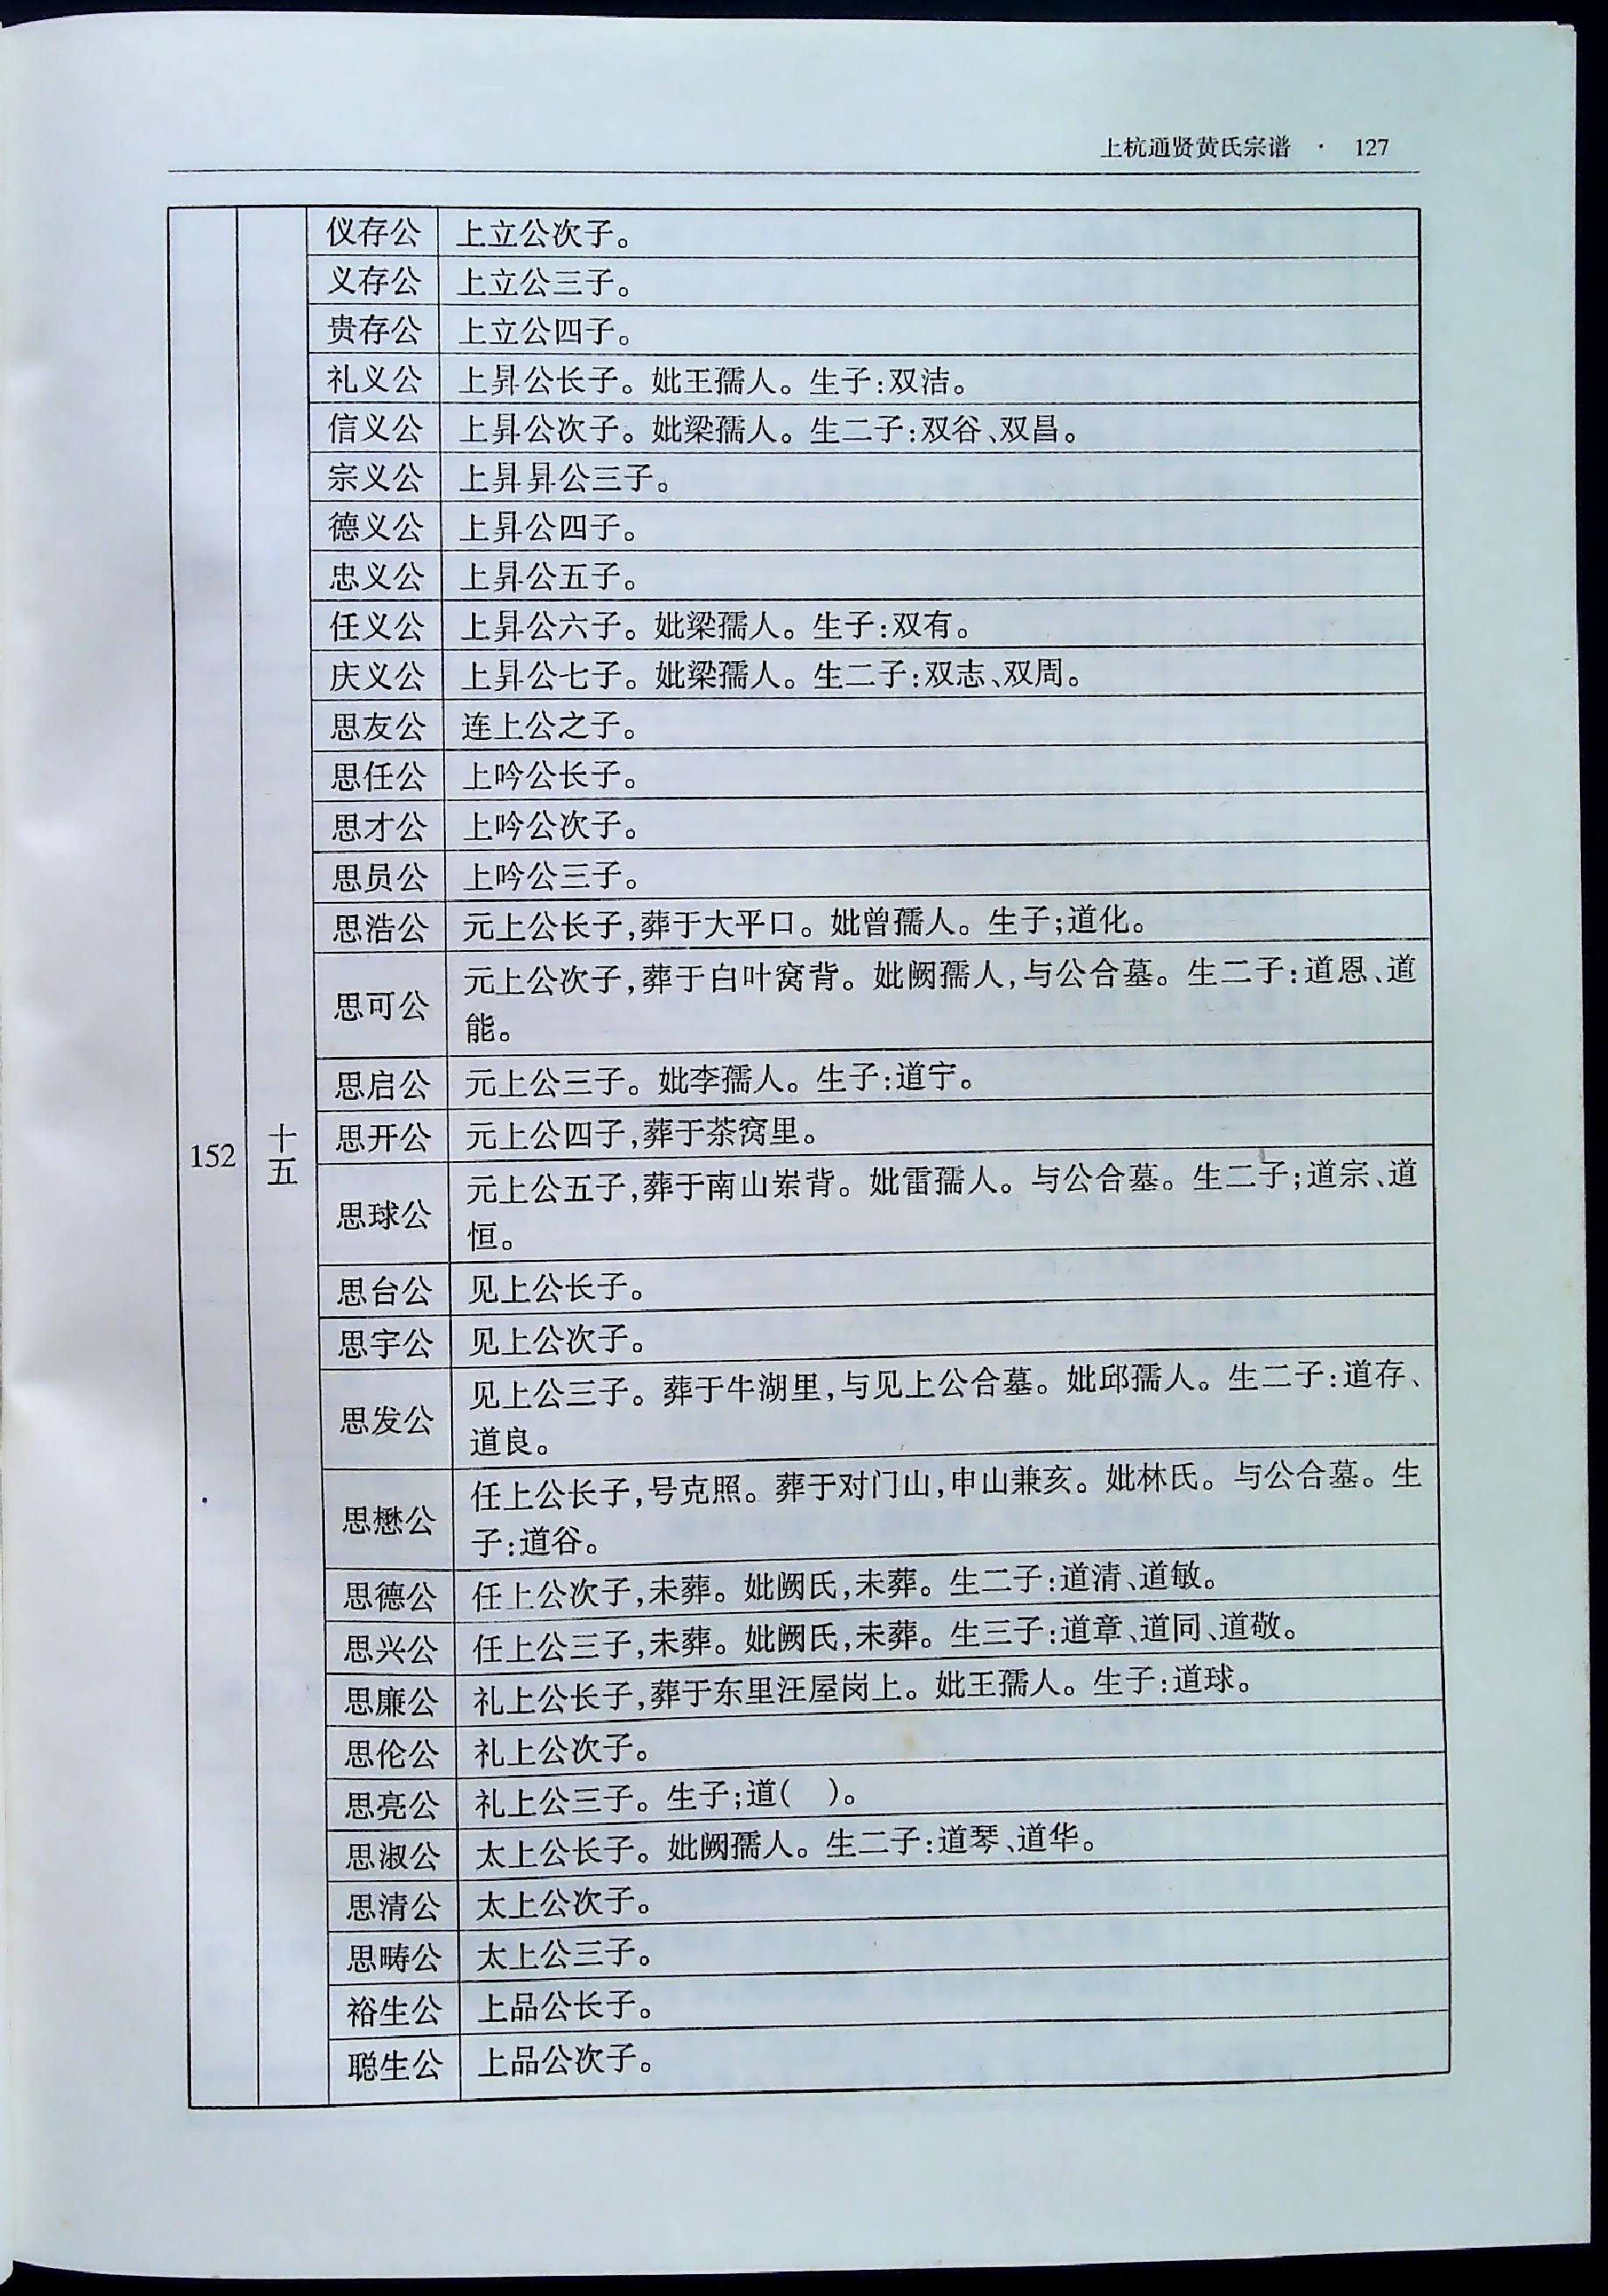 上杭通贤黄氏宗谱 · 127
仪存公 上立公次子。
义存公 上立公三子。
贵存公 上立公四子。
礼义公 上昇公长子。妣王孺人。生子:双洁。
信义公 上昇公次子。妣梁孺人。生二子:双谷、双昌。
宗义公 上昇昇公三子。
德义公 上昇公四子。
忠义公 上昇公五子。
任义公 上昇公六子。妣梁孺人。生子:双有。
庆义公 上昇公七子。妣梁孺人。生二子:双志、双周。
思友公 连上公之子。
思任公 上吟公长子。
思才公 上吟公次子。
思员公 上吟公三子。
思浩公 元上公长子,葬于大平口。妣曾孺人。生子;道化。
思可公 元上公次子,葬于白叶窝背。妣阙孺人,与公合墓。生二子:道恩、道
能。
思启公 元上公三子。妣李孺人。生子:道宁。
152 十五
思开公 元上公四子,葬于茶窝里。
思球公 元上公五子,葬于南山岽背。妣雷孺人。与公合墓。生二子;道宗、道
恒。
思台公 见上公长子。
思宇公 见上公次子。
思发公 见上公三子。葬于牛湖里,与见上公合墓。妣邱孺人。生二子:道存、
道良。
思懋公 任上公长子,号克照。葬于对门山,申山兼亥。妣林氏。与公合墓。生
子:道谷。
思德公 任上公次子,未葬。妣阙氏,未葬。生二子:道清、道敏。
思兴公 任上公三子,未葬。妣阙氏,未葬。生三子:道章、道同、道敬。
思廉公 礼上公长子,葬于东里汪屋岗上。妣王孺人。生子:道球。
思伦公 礼上公次子。
思亮公 礼上公三子。生子;道( )。
思淑公 太上公长子。妣阙孺人。生二子:道琴、道华。
思清公 太上公次子。
思畴公 太上公三子。
裕生公 上品公长子。
聪生公 上品公次子。